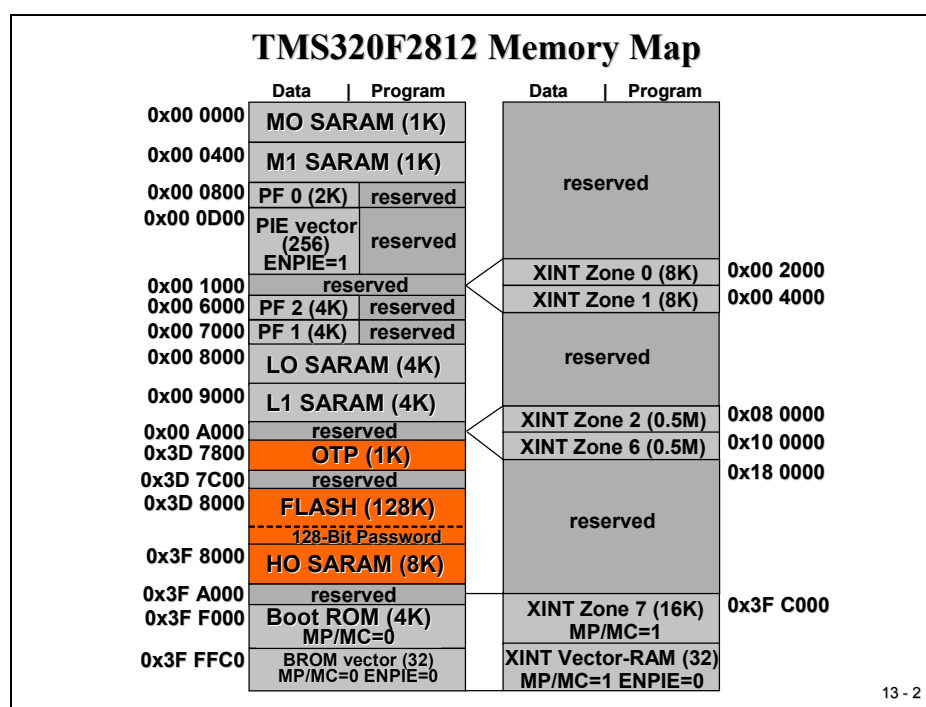 TMS320F2812 Memory Map
Data | Program
0x00 0000
MO SARAM (1K)
0x00 0400
M1 SARAM (1K)
0x00 0800
PF 0 (2K)
reserved
0x00 0D00
PIE vector
(256)
ENPIE=1
reserved
0x00 1000
reserved
0x00 6000
PF 2 (4K)
reserved
0x00 7000
PF 1 (4K)
reserved
0x00 8000
LO SARAM (4K)
0x00 9000
L1 SARAM (4K)
0x00 A000
reserved
0x3D 7800
OTP (1K)
0x3D 7C00
reserved
0x3D 8000
FLASH (128K)
128-Bit Password
0x3F 8000
HO SARAM (8K)
0x3F A000
reserved
0x3F F000
Boot ROM (4K)
MP/MC=0
0x3F FFC0
BROM vector (32)
MP/MC=0 ENPIE=0
Data | Program
reserved
XINT Zone 0 (8K)
0x00 2000
XINT Zone 1 (8K)
0x00 4000
reserved
XINT Zone 2 (0.5M)
0x08 0000
XINT Zone 6 (0.5M)
0x10 0000
0x18 0000
reserved
XINT Zone 7 (16K)
MP/MC=1
0x3F C000
XINT Vector-RAM (32)
MP/MC=1 ENPIE=0
13 - 2